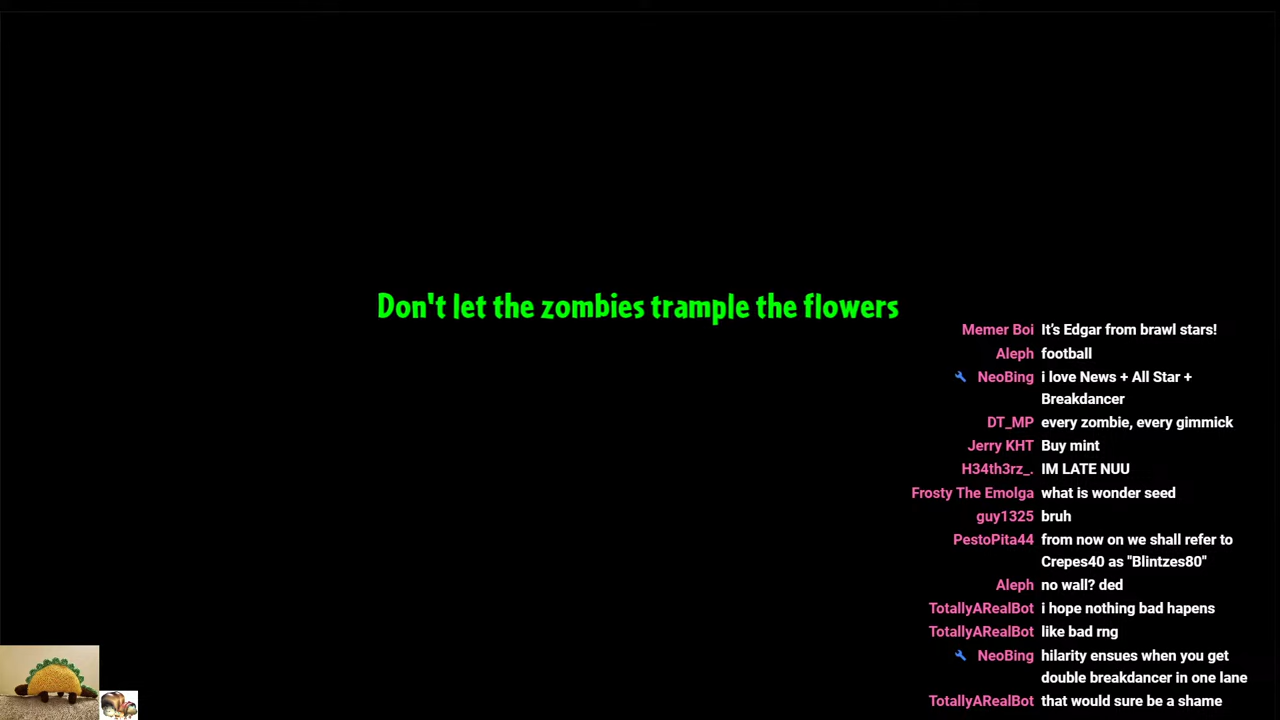 Don't let the zombies trample the flowers
Memer Boi It’s Edgar from brawl stars!
Aleph football
NeoBing i love News + All Star +
Breakdancer
DT_MP every zombie, every gimmick
Jerry KHT Buy mint
H34th3rz_. IM LATE NUU
Frosty The Emolga what is wonder seed
guy1325 bruh
PestoPita44 from now on we shall refer to
Crepes40 as "Blintzes80"
Aleph no wall? ded
TotallyARealBot i hope nothing bad hapens
TotallyARealBot like bad rng
NeoBing hilarity ensues when you get
double breakdancer in one lane
TotallyARealBot that would sure be a shame